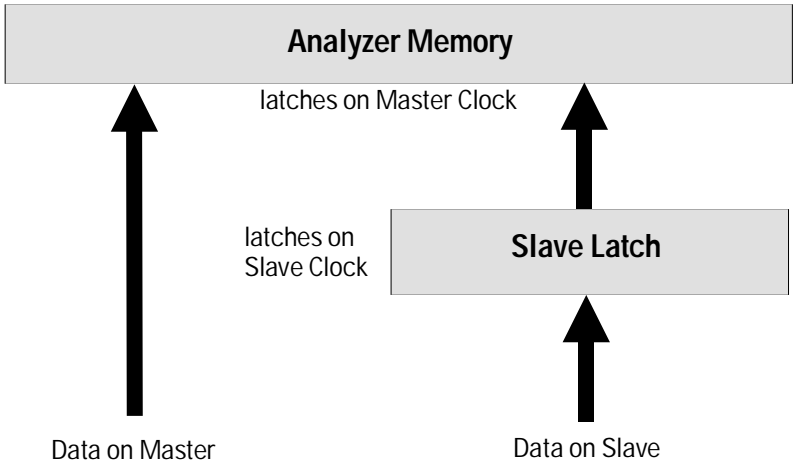 Analyzer Memory
latches on Master Clock
latches on
Slave Clock
Slave Latch
Data on Master
Data on Slave